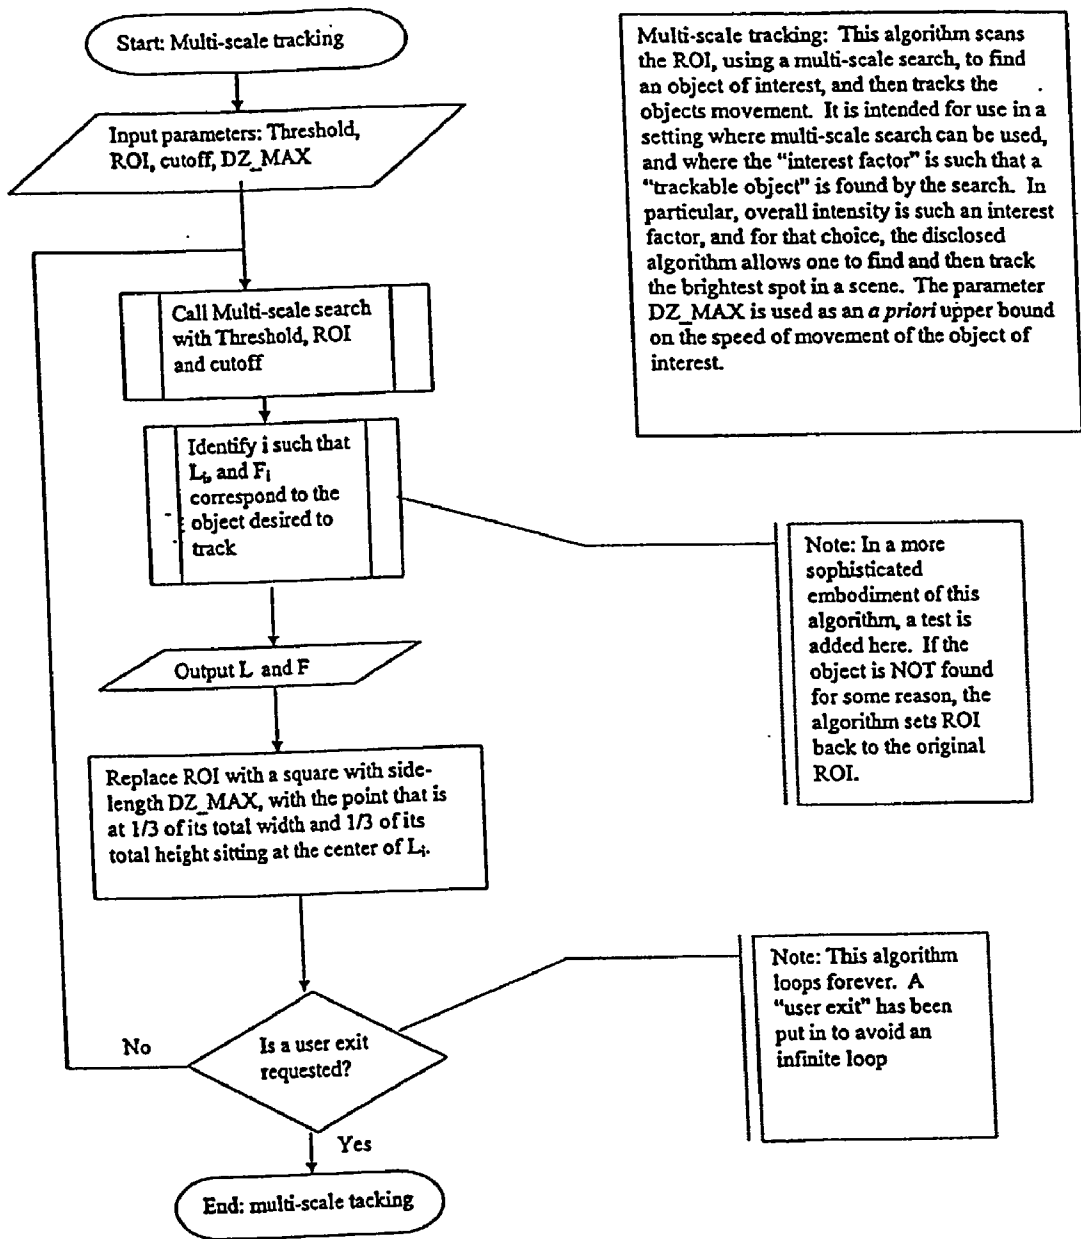 Start: Multi-scale tracking
Input parameters: Threshold,
ROI, cutoff, DZ_MAX
Call Multi-scale search
with Threshold, ROI
and cutoff
Identify i such that
Li, and Fi
correspond to the
object desired to
track
Output L and F
Replace ROI with a square with side-
length DZ_MAX, with the point that is
at 1/3 of its total width and 1/3 of its
total height sitting at the center of Li.
Is a user exit
requested?
No
Yes
End: multi-scale tacking
Multi-scale tracking: This algorithm scans
the ROI, using a multi-scale search, to find
an object of interest, and then tracks the
objects movement. It is intended for use in a
setting where multi-scale search can be used,
and where the “interest factor” is such that a
“trackable object” is found by the search. In
particular, overall intensity is such an interest
factor, and for that choice, the disclosed
algorithm allows one to find and then track
the brightest spot in a scene. The parameter
DZ_MAX is used as an a priori upper bound
on the speed of movement of the object of
interest.
Note: In a more
sophisticated
embodiment of this
algorithm, a test is
added here. If the
object is NOT found
for some reason, the
algorithm sets ROI
back to the original
ROI.
Note: This algorithm
loops forever. A
“user exit” has been
put in to avoid an
infinite loop